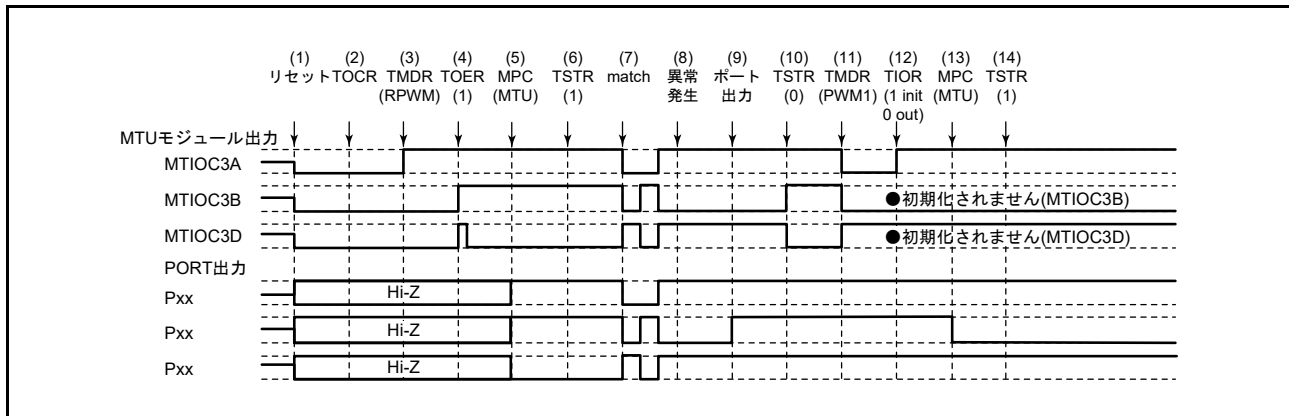 (1) (2) (3) (4) (5) (6) (7) (8) (9) (10) (11) (12) (13) (14)
リセット TOCR TMDR TOER MPC TSTR match 異常 ポート TSTR TMDR TIOR MPC TSTR
(RPWM) (1) (MTU) (1) 発生 出力 (0) (PWM1) (1 init (MTU) (1)
0 out)
MTUモジュール出力
MTIOC3A
MTIOC3B ●初期化されません(MTIOC3B)
MTIOC3D ●初期化されません(MTIOC3D)
PORT出力
Pxx Hi-Z
Pxx Hi-Z
Pxx Hi-Z